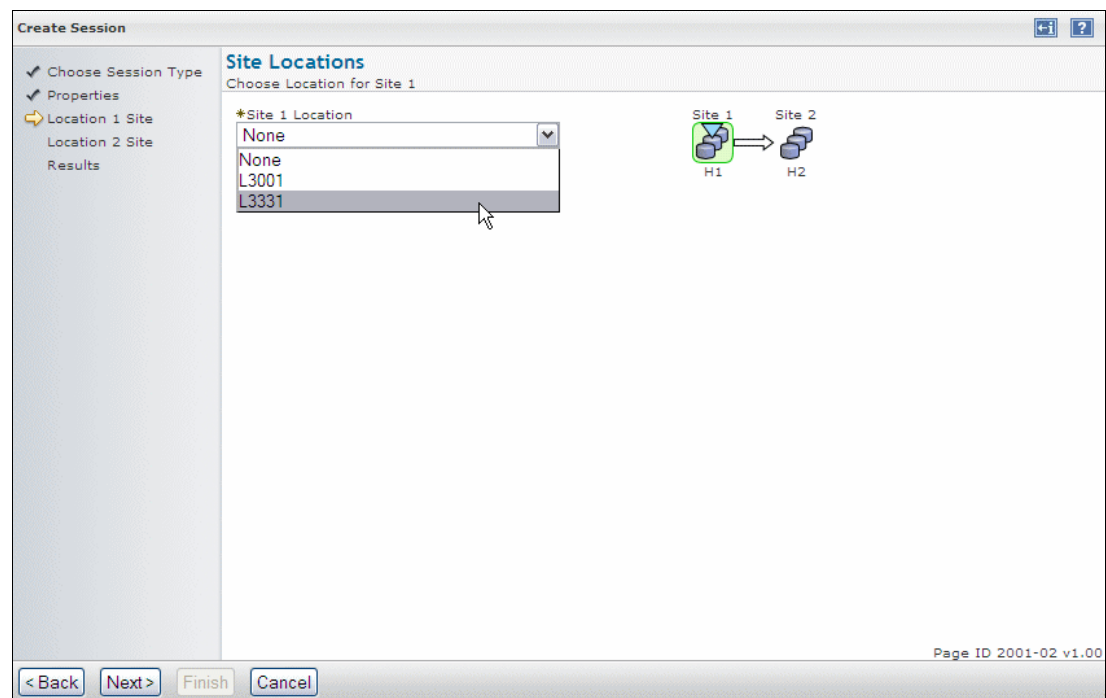 Create Session
i ?
Choose Session Type
Properties
Location 1 Site
Location 2 Site
Results
Site Locations
Choose Location for Site 1
*Site 1 Location
None
None
L3001
L3331
Site 1 Site 2
H1 H2
Page ID 2001-02 v1.00
< Back Next > Finish Cancel